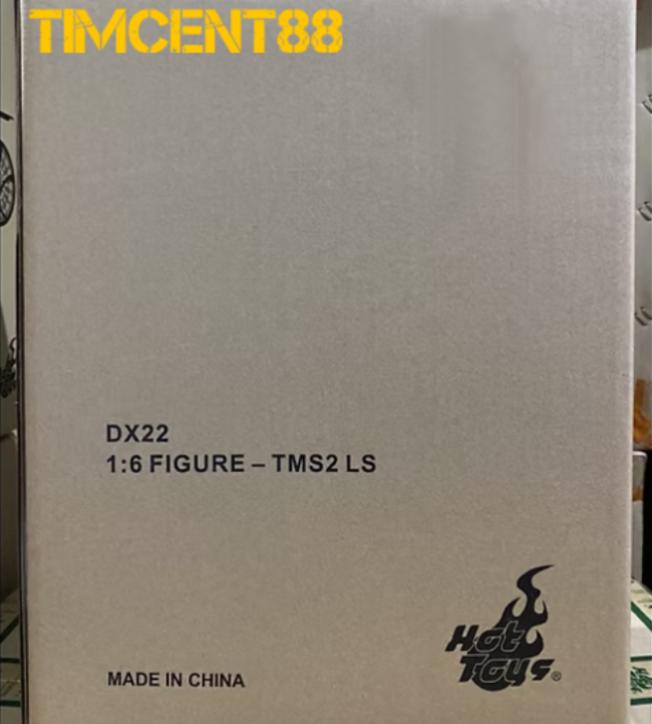 TIMCENT88
DX22
1:6 FIGURE – TMS2 LS
Hot
Toys®
MADE IN CHINA